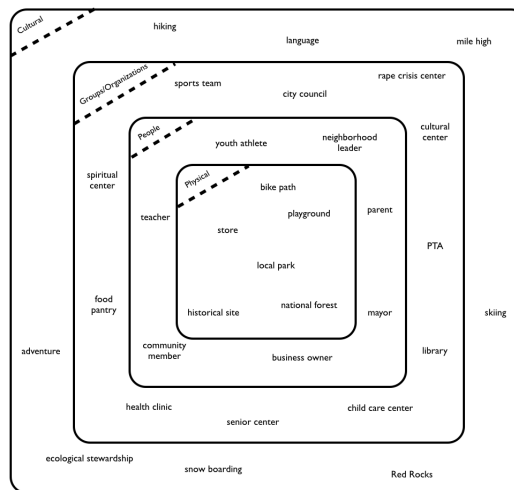 Cultural
hiking
language
mile high
Groups/Organizations
sports team
rape crisis center
city council
People
youth athlete
neighborhood
leader
cultural
center
spiritual
center
Physical
bike path
teacher
playground
parent
store
PTA
local park
food
pantry
historical site
national forest
mayor
skiing
adventure
community
member
business owner
library
health clinic
child care center
senior center
ecological stewardship
snow boarding
Red Rocks